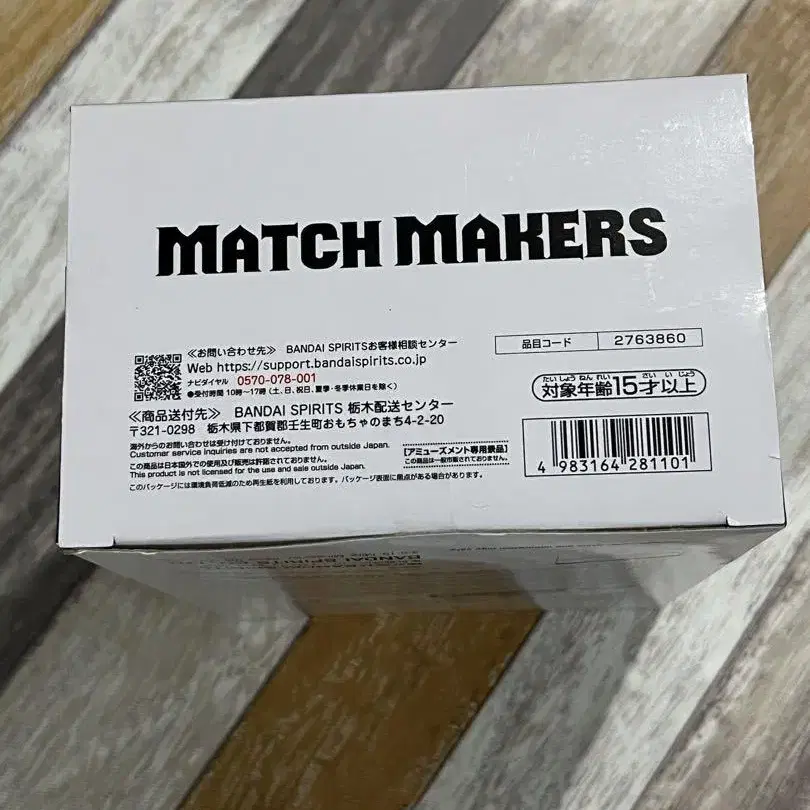 MATCH MAKERS
≪お問い合わせ先≫ BANDAI SPIRITSお客様相談センター
Web https://support.bandaispirits.co.jp
ナビダイヤル 0570-078-001
●受付時間 10時〜17時(土、日、祝日、夏季・冬季休業日を除く)
≪商品送付先≫ BANDAI SPIRITS 栃木配送センター
〒321-0298 栃木県下都賀郡壬生町おもちゃのまち4-2-20
海外からのお問い合わせは受け付けておりません。
Customer service inquiries are not accepted from outside Japan.
この商品は日本国外での使用及び販売は許諾されておりません。
This product is not licensed for the use and sale outside Japan.
このパッケージには環境負荷低減のため再生紙を利用しております。パッケージ表面に黒点がある場合があります。
[アミューズメント専用景品]
この商品は一般市販されておりません。
品目コード 2763860
たいしょうねんれい さいいじょう
対象年齢15才以上
4 983164 281101
BANDAI SPIRITS